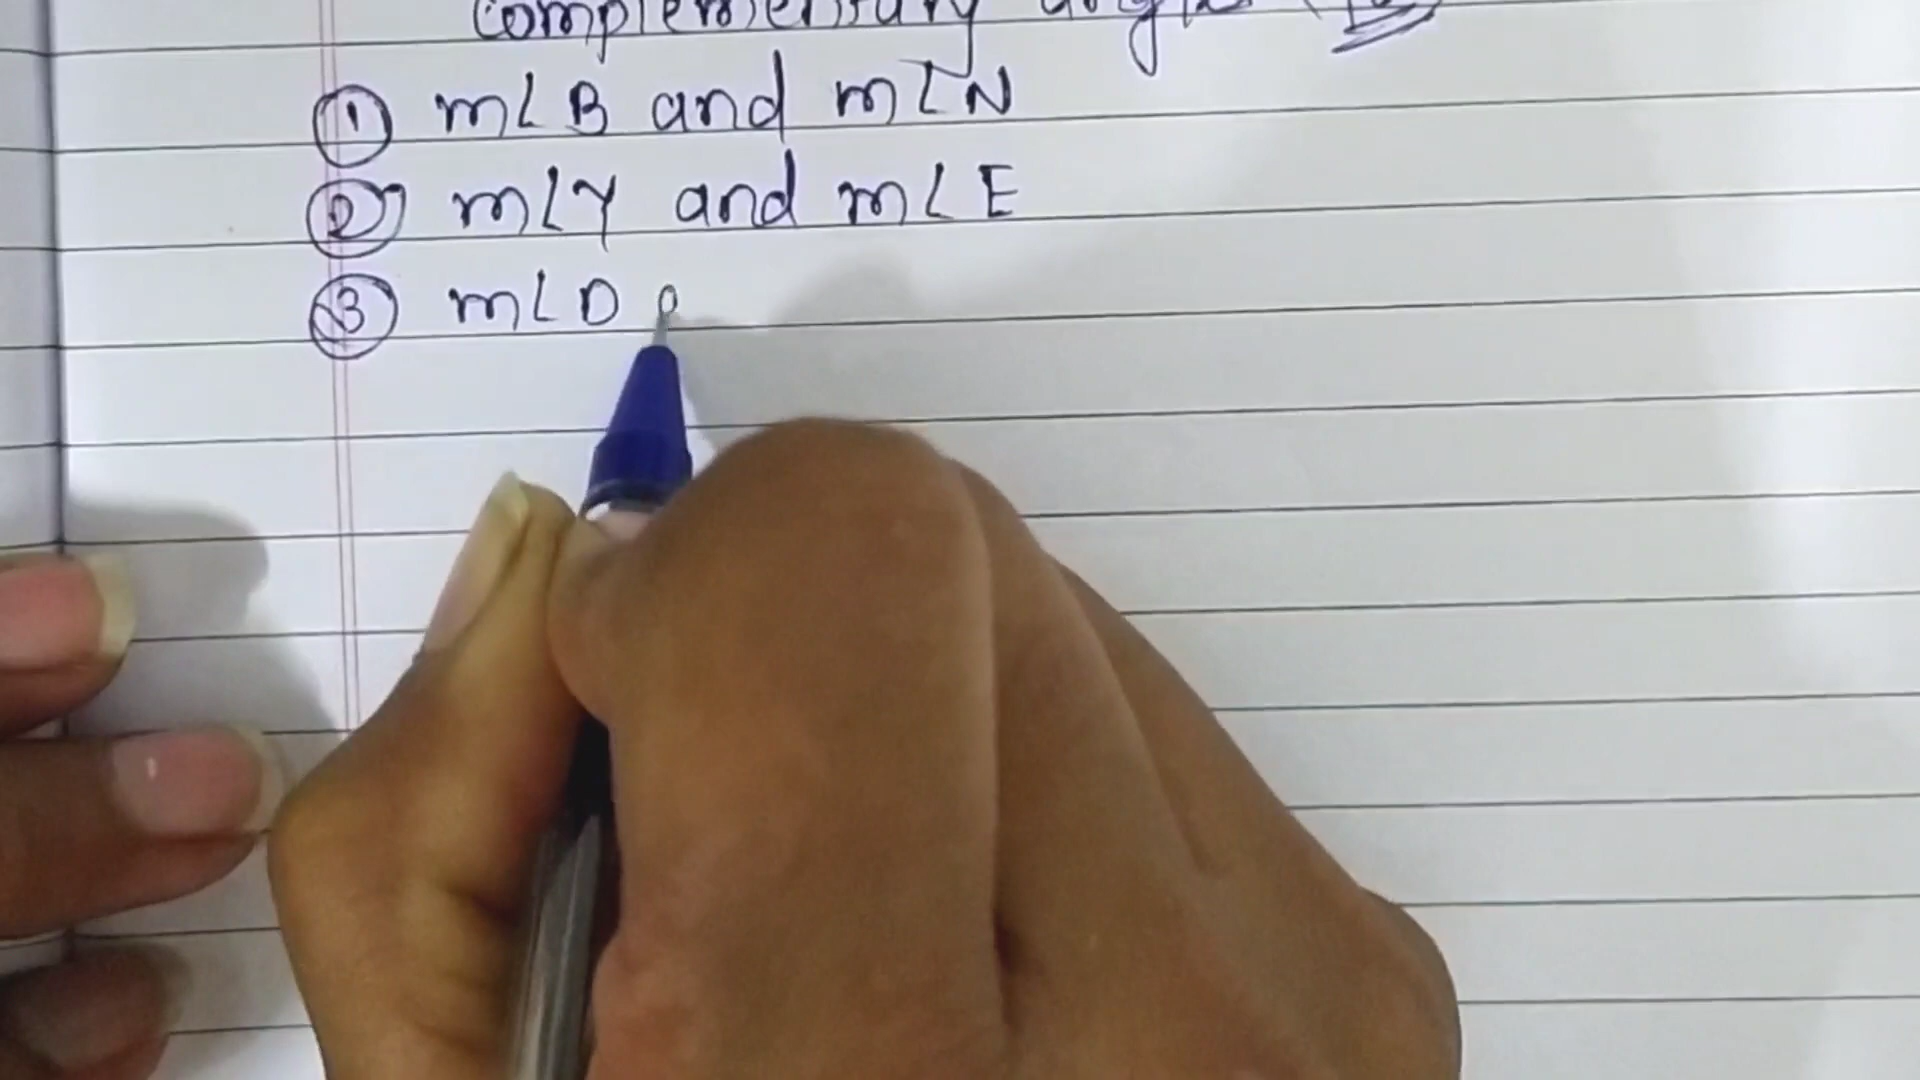 complementary angle
① m∠B and m∠N
② m∠Y and m∠E
③ m∠D